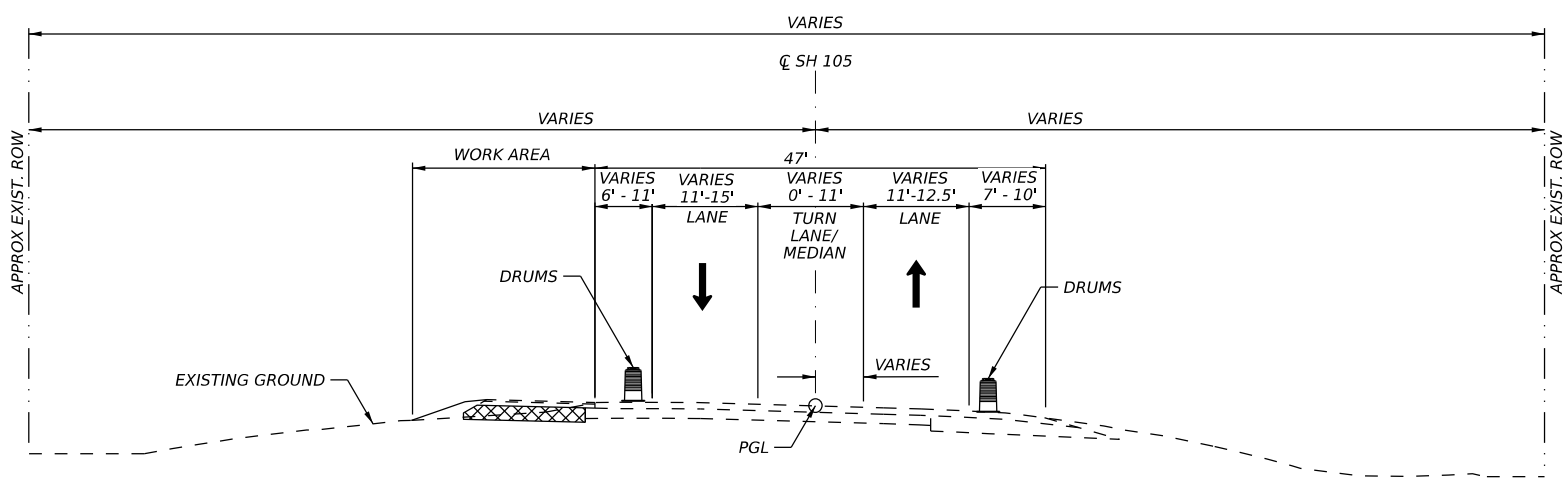 VARIES
℄ SH 105
VARIES
VARIES
WORK AREA
47'
VARIES
6' - 11'
VARIES
11'-15'
LANE
VARIES
0' - 11'
TURN
LANE/
MEDIAN
VARIES
11'-12.5'
LANE
VARIES
7' - 10'
APPROX EXIST. ROW
APPROX EXIST. ROW
DRUMS
DRUMS
VARIES
EXISTING GROUND
PGL